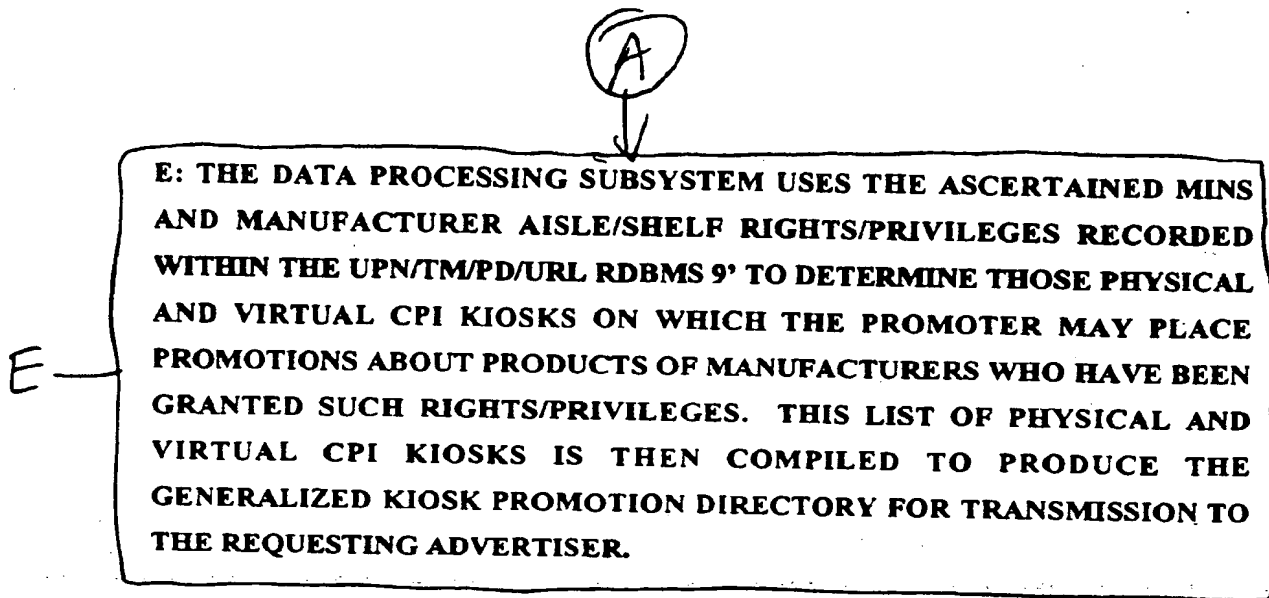 A
E: THE DATA PROCESSING SUBSYSTEM USES THE ASCERTAINED MINS
AND MANUFACTURER AISLE/SHELF RIGHTS/PRIVILEGES RECORDED
WITHIN THE UPN/TM/PD/URL RDBMS 9' TO DETERMINE THOSE PHYSICAL
AND VIRTUAL CPI KIOSKS ON WHICH THE PROMOTER MAY PLACE
E PROMOTIONS ABOUT PRODUCTS OF MANUFACTURERS WHO HAVE BEEN
GRANTED SUCH RIGHTS/PRIVILEGES. THIS LIST OF PHYSICAL AND
VIRTUAL CPI KIOSKS IS THEN COMPILED TO PRODUCE THE
GENERALIZED KIOSK PROMOTION DIRECTORY FOR TRANSMISSION TO
THE REQUESTING ADVERTISER.